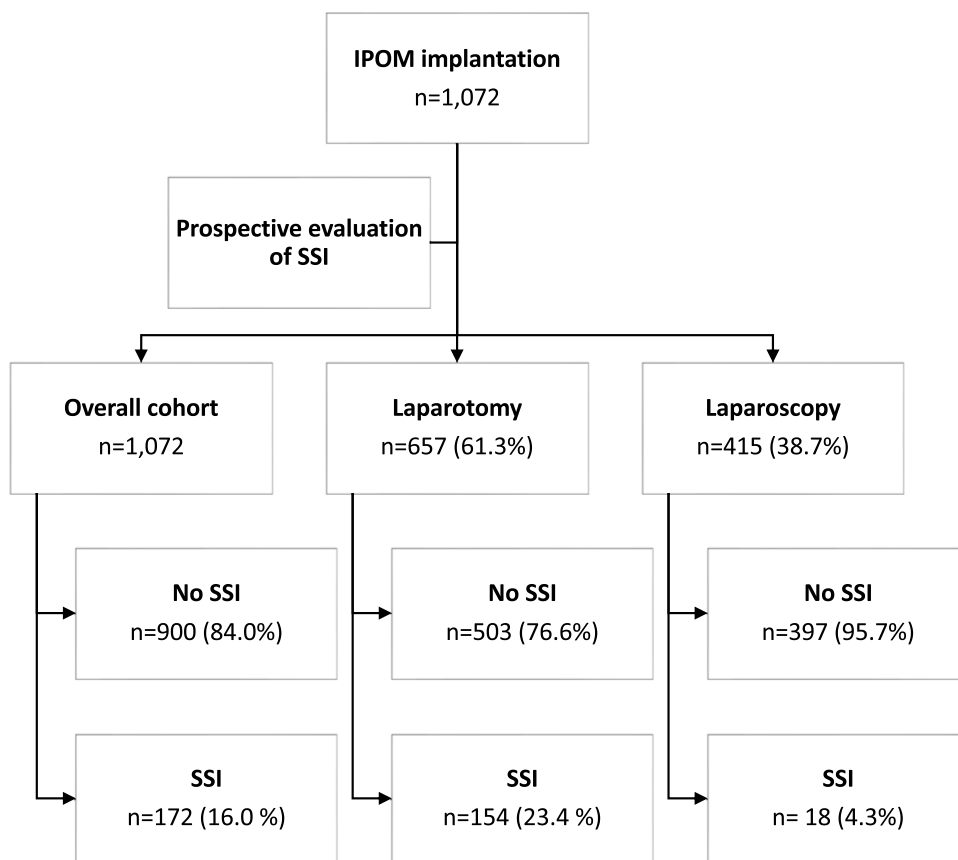 IPOM implantation
n=1,072
Prospective evaluation
of SSI
Overall cohort
n=1,072
Laparotomy
n=657 (61.3%)
Laparoscopy
n=415 (38.7%)
No SSI
n=900 (84.0%)
No SSI
n=503 (76.6%)
No SSI
n=397 (95.7%)
SSI
n=172 (16.0 %)
SSI
n=154 (23.4 %)
SSI
n= 18 (4.3%)